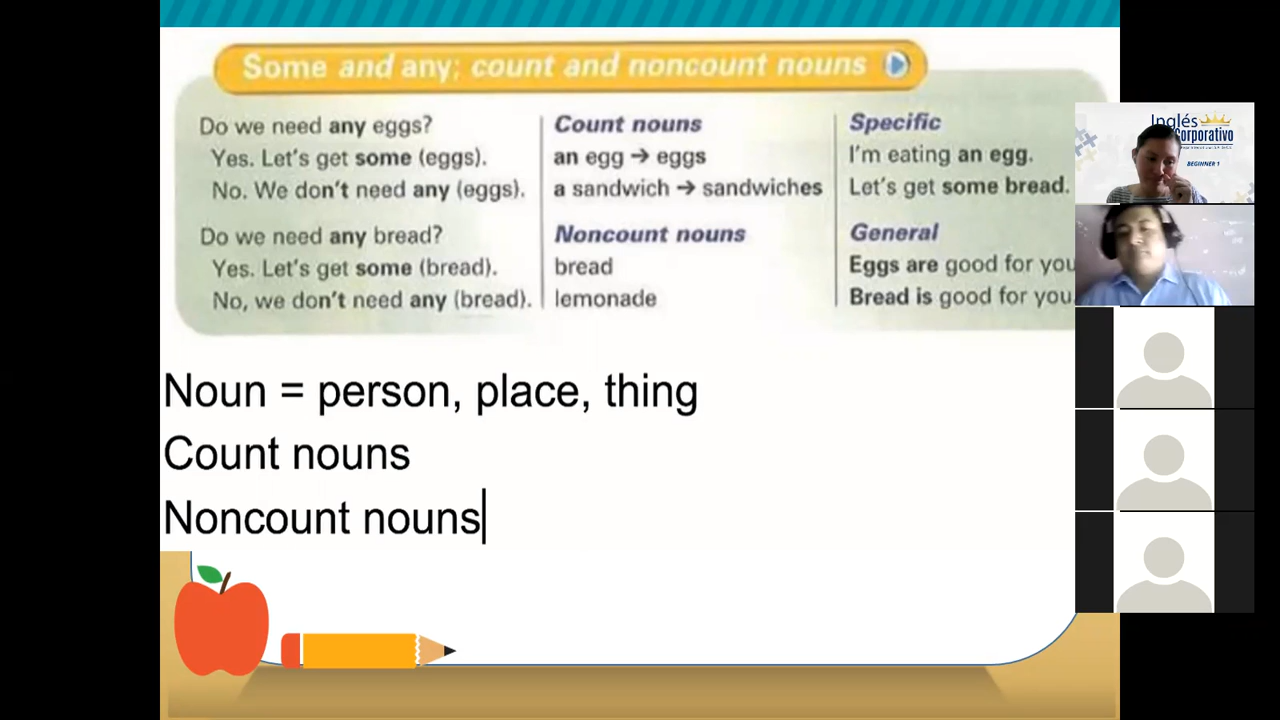 Some and any; count and noncount nouns
Do we need any eggs?
Yes. Let's get some (eggs).
No. We don't need any (eggs).
Do we need any bread?
Yes. Let's get some (bread).
No, we don't need any (bread).
Count nouns
an egg → eggs
a sandwich → sandwiches
Noncount nouns
bread
lemonade
Specific
I'm eating an egg.
Let's get some bread.
General
Eggs are good for you
Bread is good for you.
Noun = person, place, thing
Count nouns
Noncount nouns
Inglés
Corporativo
BEGINNER 1